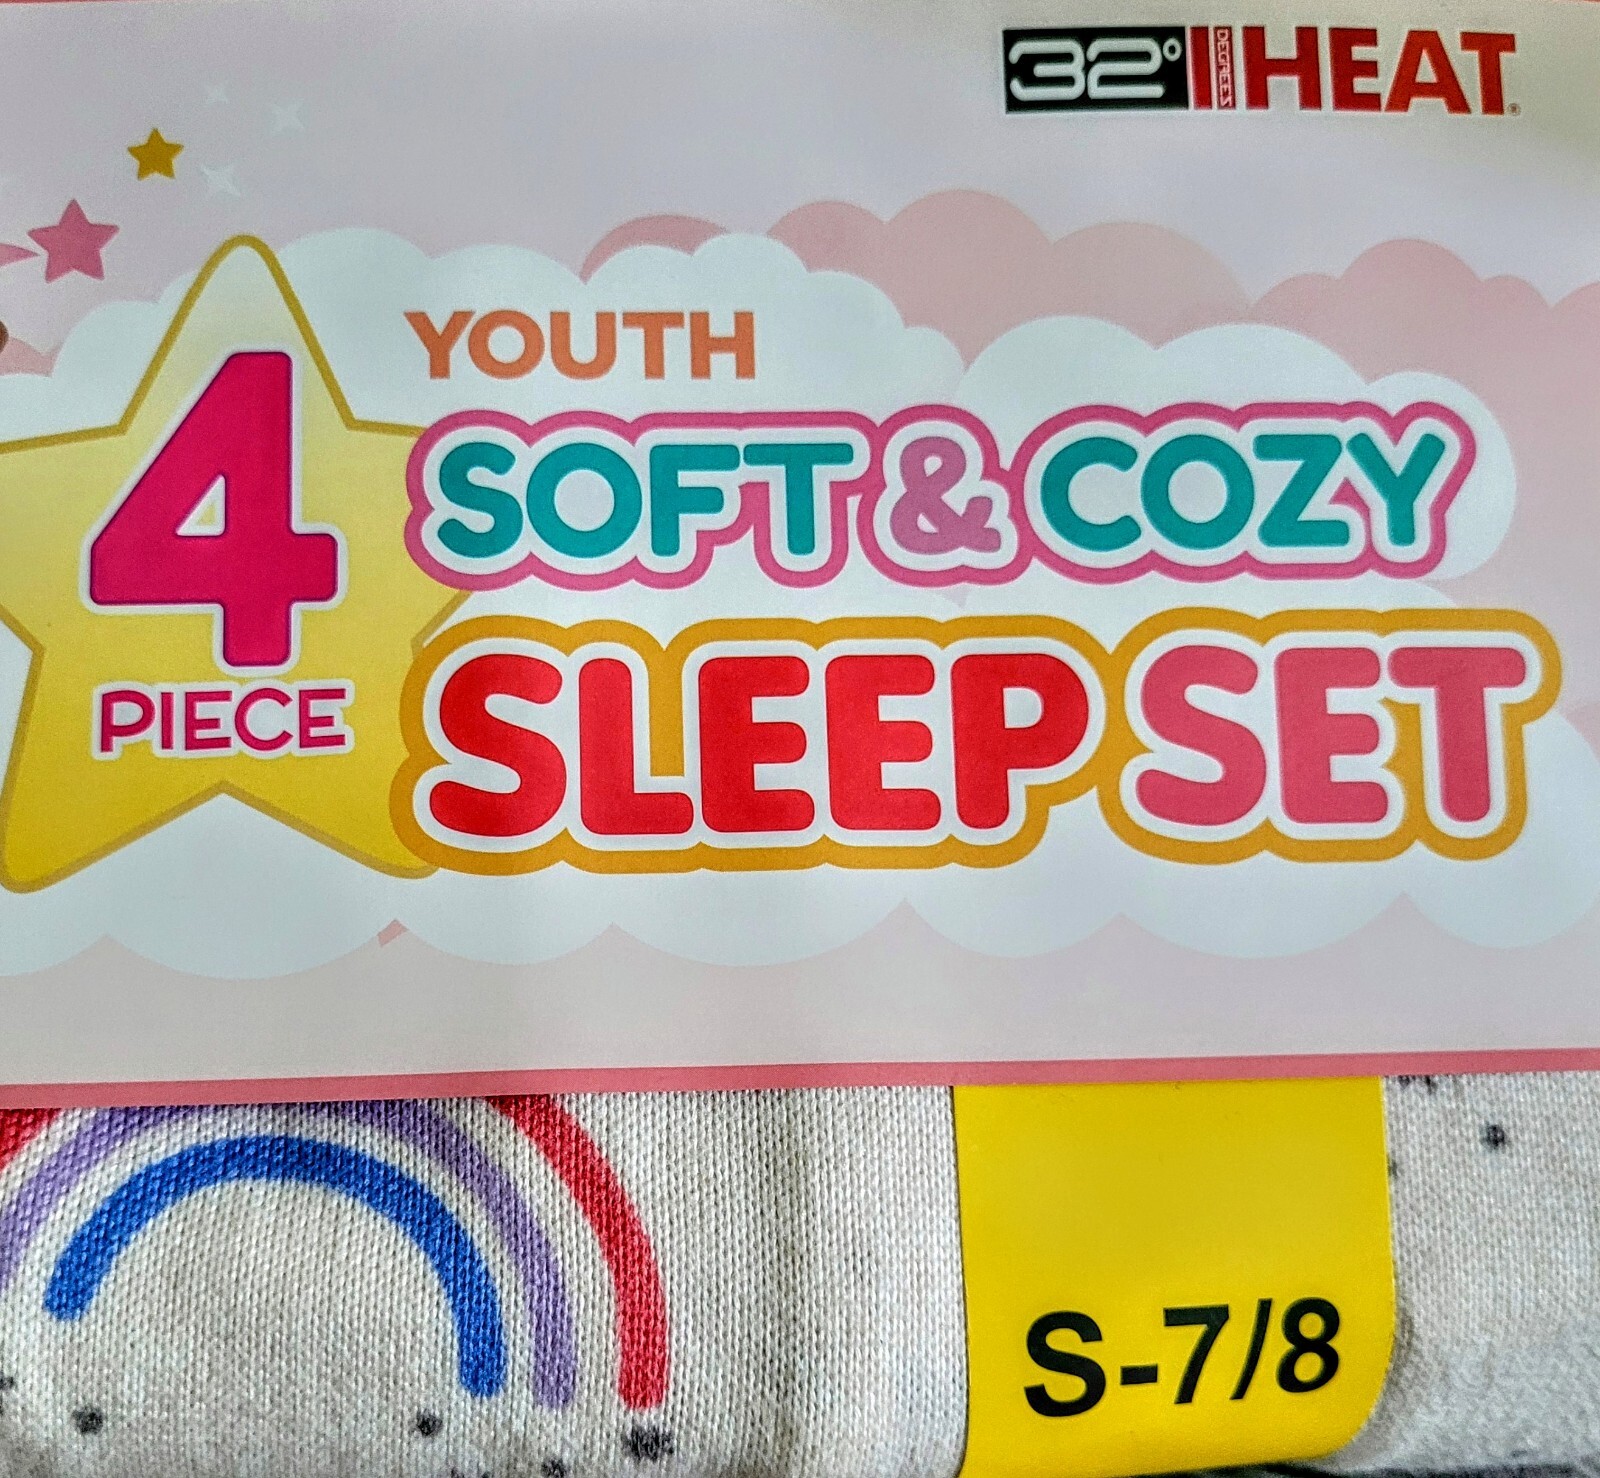 32° DEGREES HEAT®
4
PIECE
YOUTH
SOFT & COZY
SLEEP SET
S-7/8